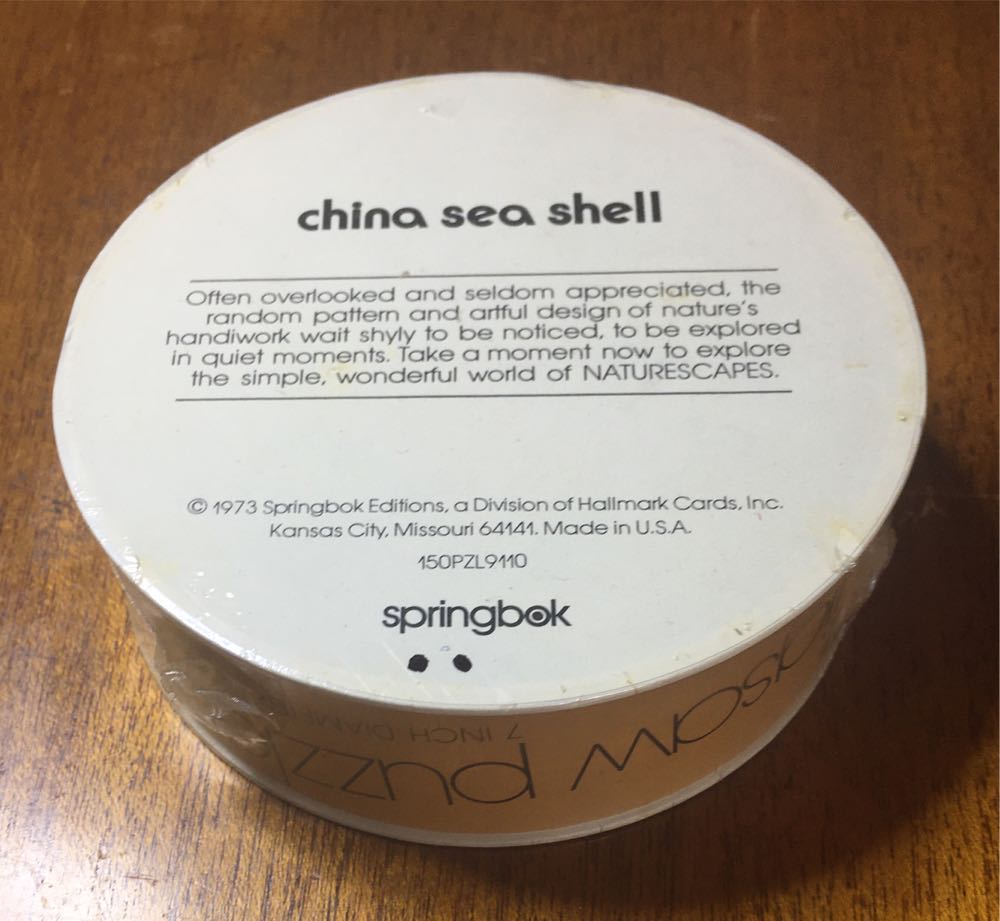 china sea shell
Often overlooked and seldom appreciated, the
random pattern and artful design of nature's
handiwork wait shyly to be noticed, to be explored
in quiet moments. Take a moment now to explore
the simple, wonderful world of NATURESCAPES.
© 1973 Springbok Editions, a Division of Hallmark Cards, Inc.
Kansas City, Missouri 64141. Made in U.S.A.
150PZL9110
springbok
7 INCH